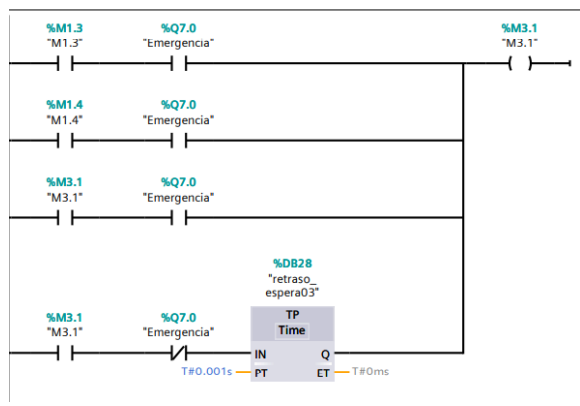 %M1.3
"M1.3"
%Q7.0
"Emergencia"
%M3.1
"M3.1"
%M1.4
"M1.4"
%Q7.0
"Emergencia"
%M3.1
"M3.1"
%Q7.0
"Emergencia"
%DB28
"retraso_
espera03"
%M3.1
"M3.1"
%Q7.0
"Emergencia"
TP
Time
IN
Q
T#0.001s
PT
ET
T#0ms